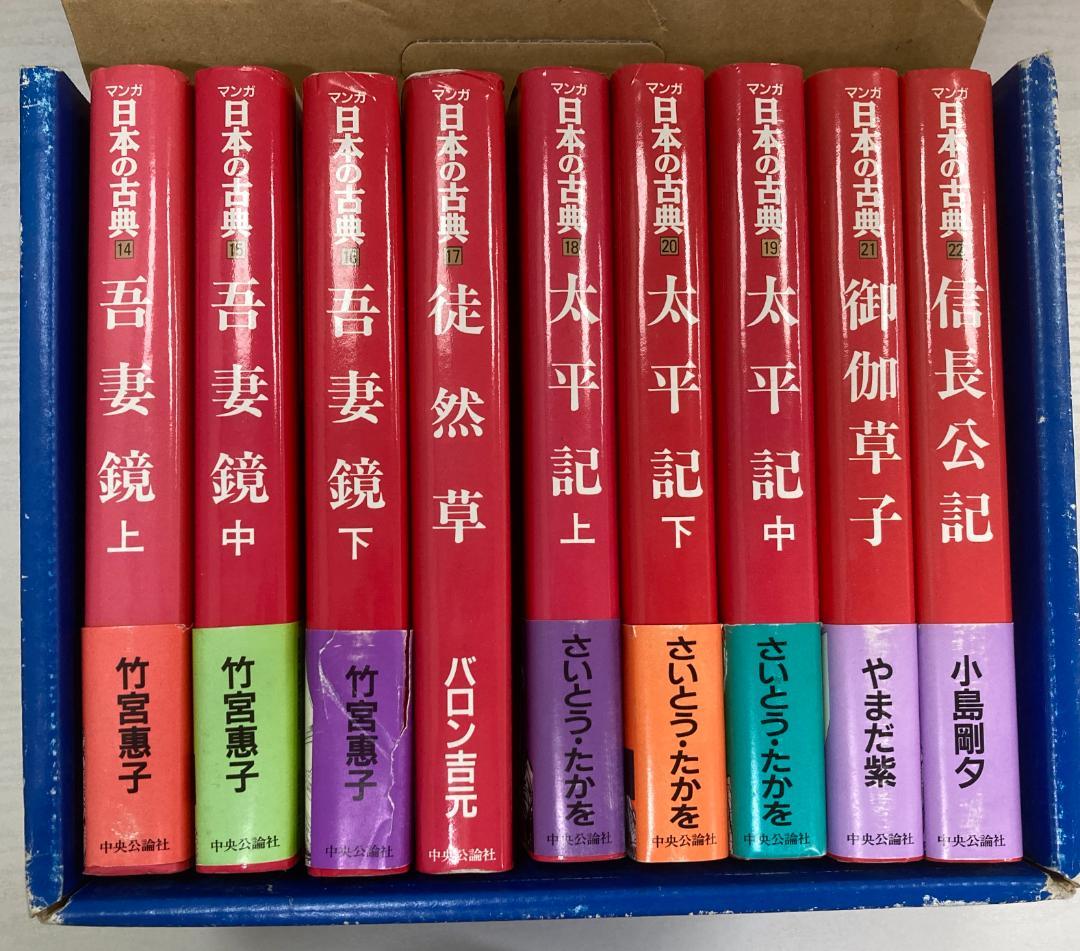 マンガ
日本の古典
14
吾妻鏡
上
竹宮惠子
中央公論社
マンガ
日本の古典
15
吾妻鏡
中
竹宮惠子
中央公論社
マンガ
日本の古典
16
吾妻鏡
下
竹宮惠子
中央公論社
マンガ
日本の古典
17
徒然草
バロン吉元
中央公論社
マンガ
日本の古典
18
太平記
上
さいとう・たかを
中央公論社
マンガ
日本の古典
20
太平記
下
さいとう・たかを
中央公論社
マンガ
日本の古典
19
太平記
中
さいとう・たかを
中央公論社
マンガ
日本の古典
21
御伽草子
やまだ紫
中央公論社
マンガ
日本の古典
22
信長公記
小島剛夕
中央公論社